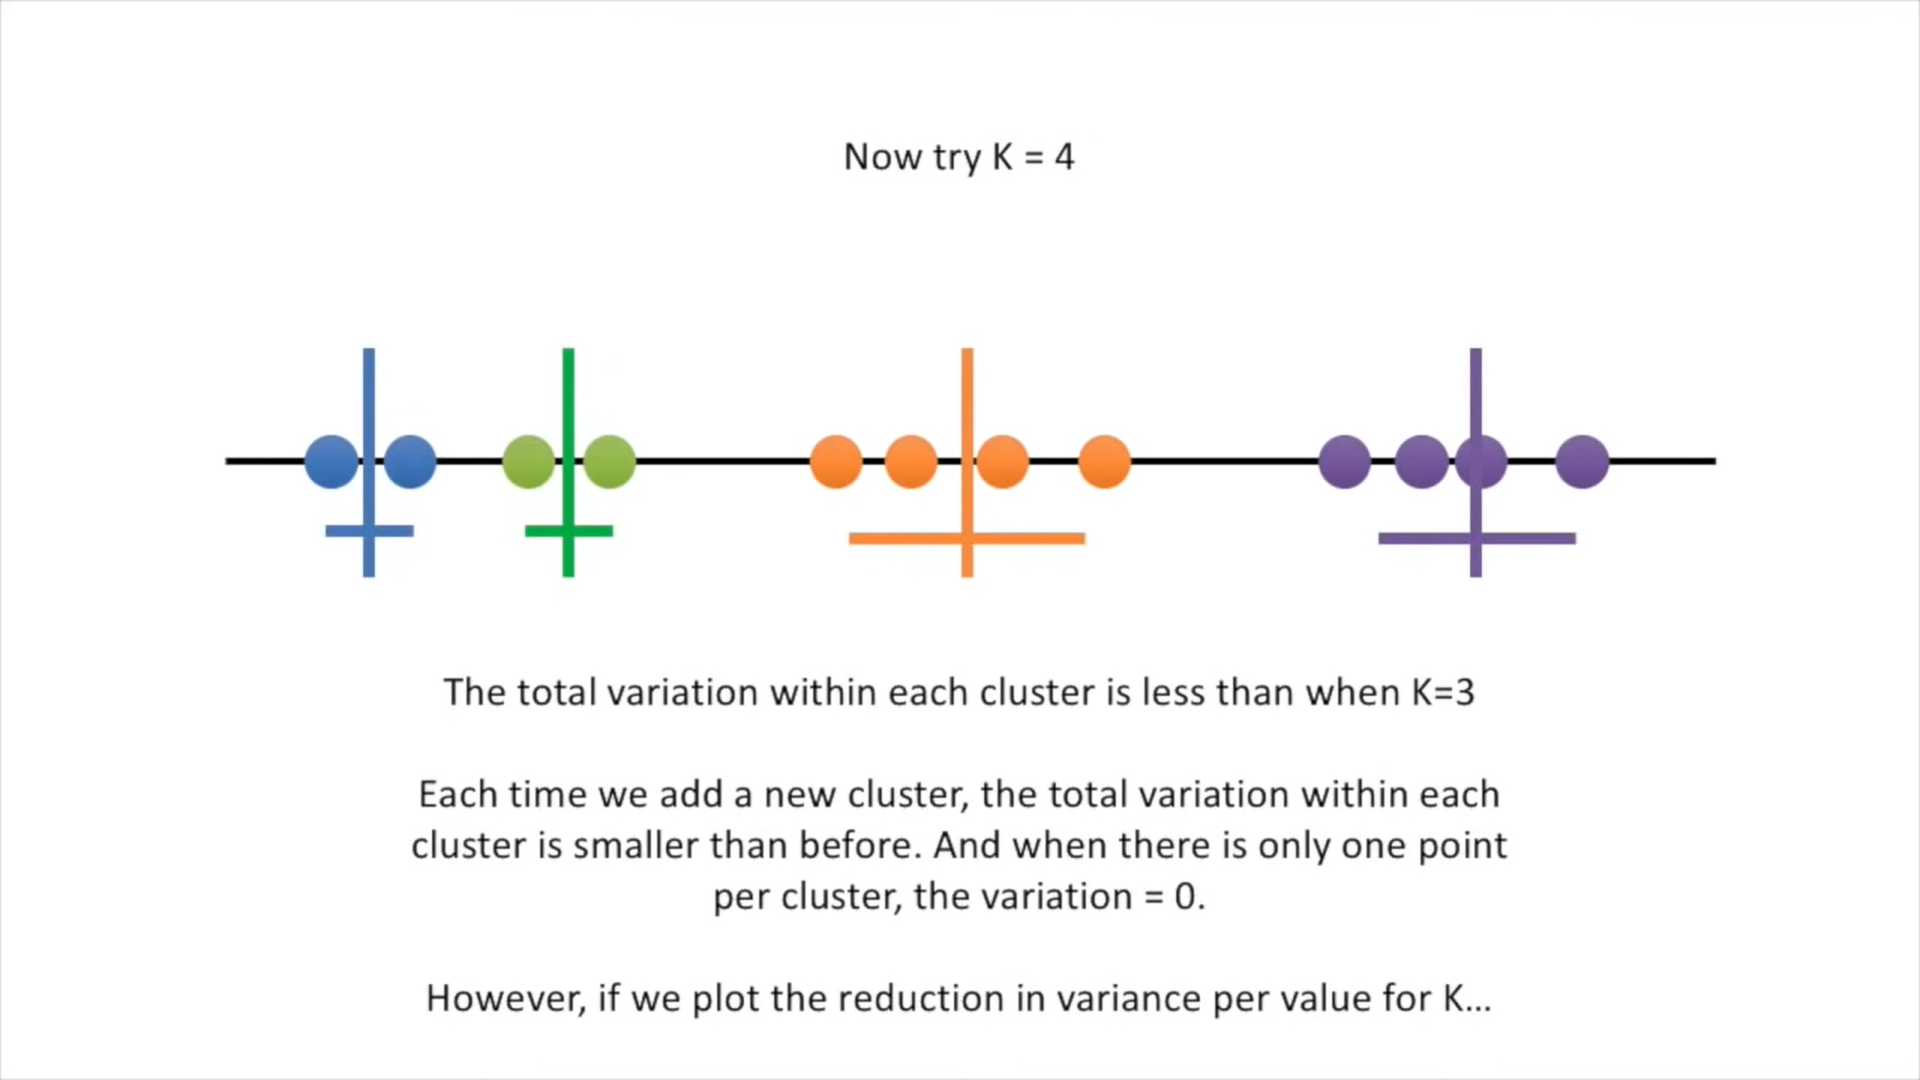 Now try K = 4
The total variation within each cluster is less than when K=3
Each time we add a new cluster, the total variation within each
cluster is smaller than before. And when there is only one point
per cluster, the variation = 0.
However, if we plot the reduction in variance per value for K...